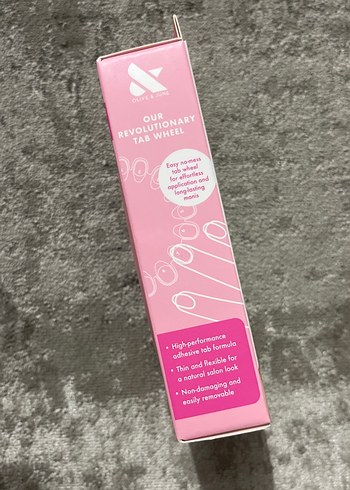 &
OLIVE & JUNE
OUR
REVOLUTIONARY
TAB WHEEL
Easy no-mess
tab wheel
for effortless
application and
long-lasting
manis
• High-performance
adhesive tab formula
• Thin and flexible for
a natural salon look
• Non-damaging and
easily removable